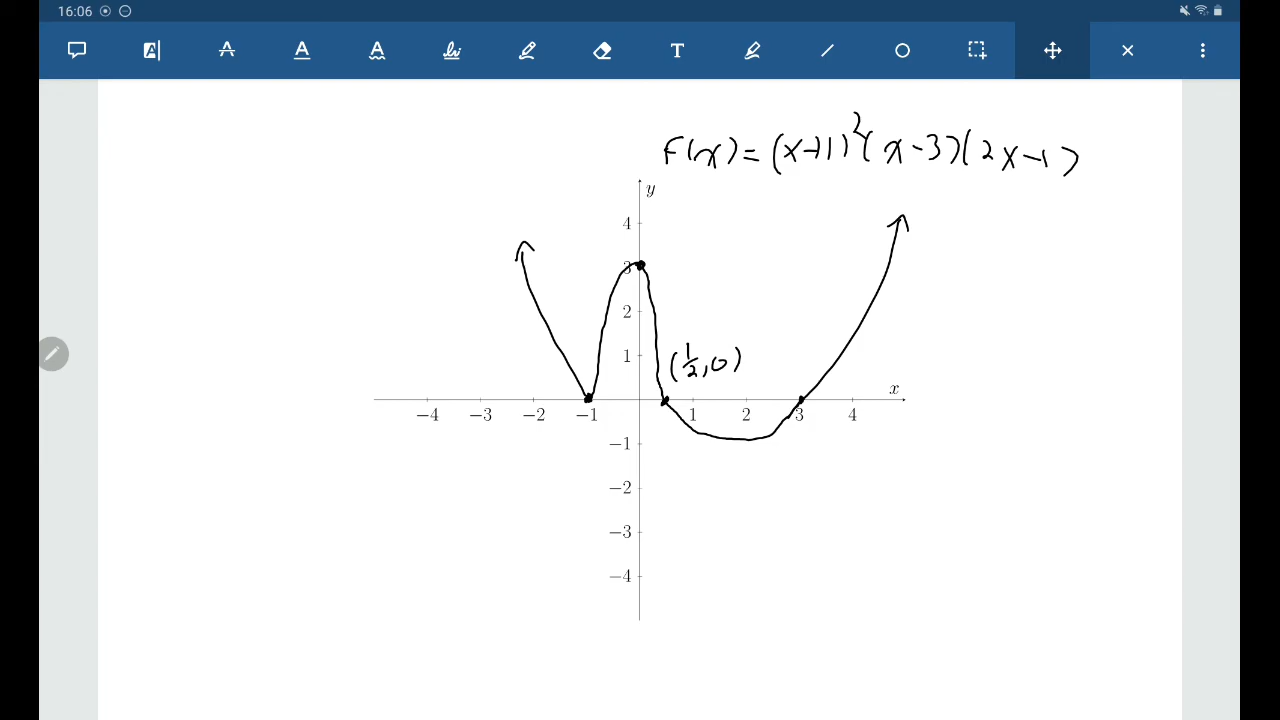 16:06
A A A A T
F(x) = (x+1)²(x-3)(2x-1)
y
4
3
2
1
(1/2, 0)
x
−4 −3 −2 −1 1 2 3 4
−1
−2
−3
−4